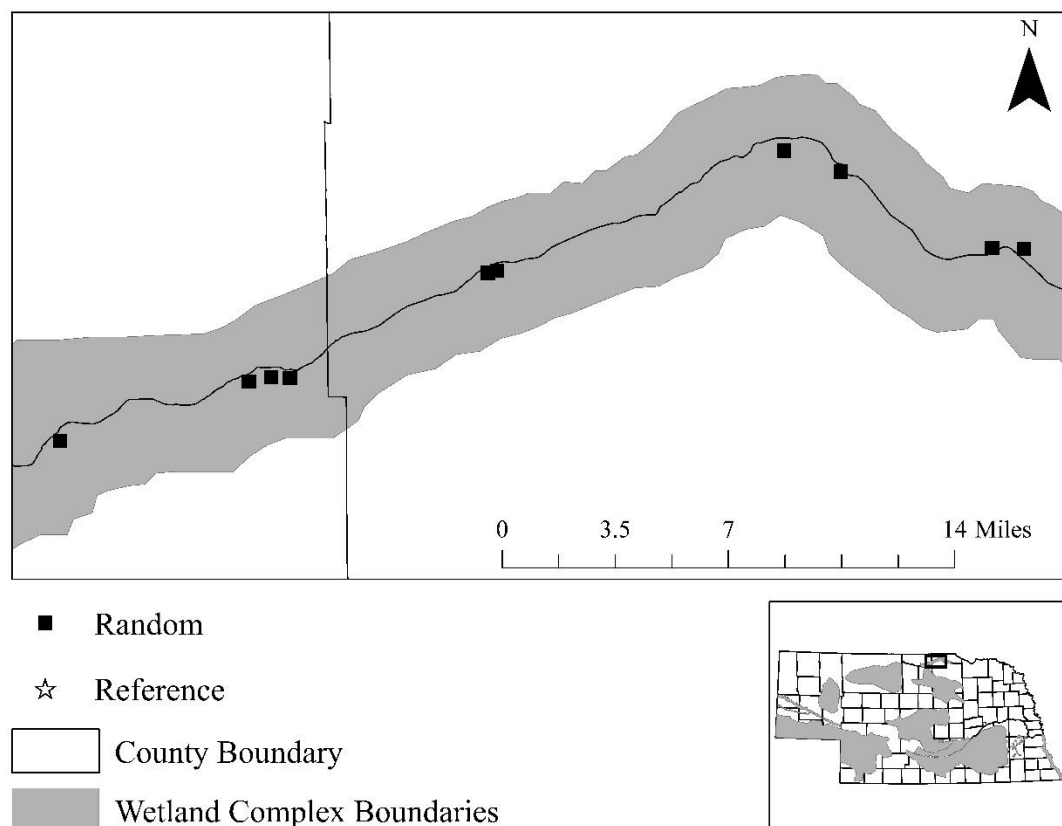 N
0 3.5 7 14 Miles
Random
Reference
County Boundary
Wetland Complex Boundaries